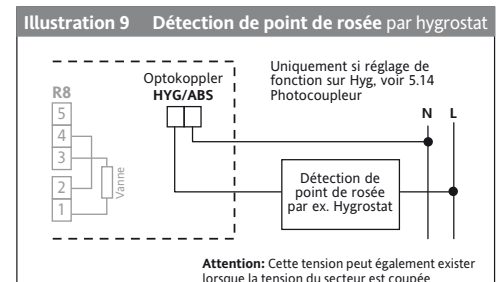 Illustration 9 Détection de point de rosée par hygrostat
Optokoppler
HYG/ABS
Uniquement si réglage de
fonction sur Hyg, voir 5.14
Photocoupleur
R8
5
4
3
2
1
Vanne
N L
Détection de
point de rosée
par ex. Hygrostat
Attention: Cette tension peut également exister
lorsque la tension du secteur est coupée